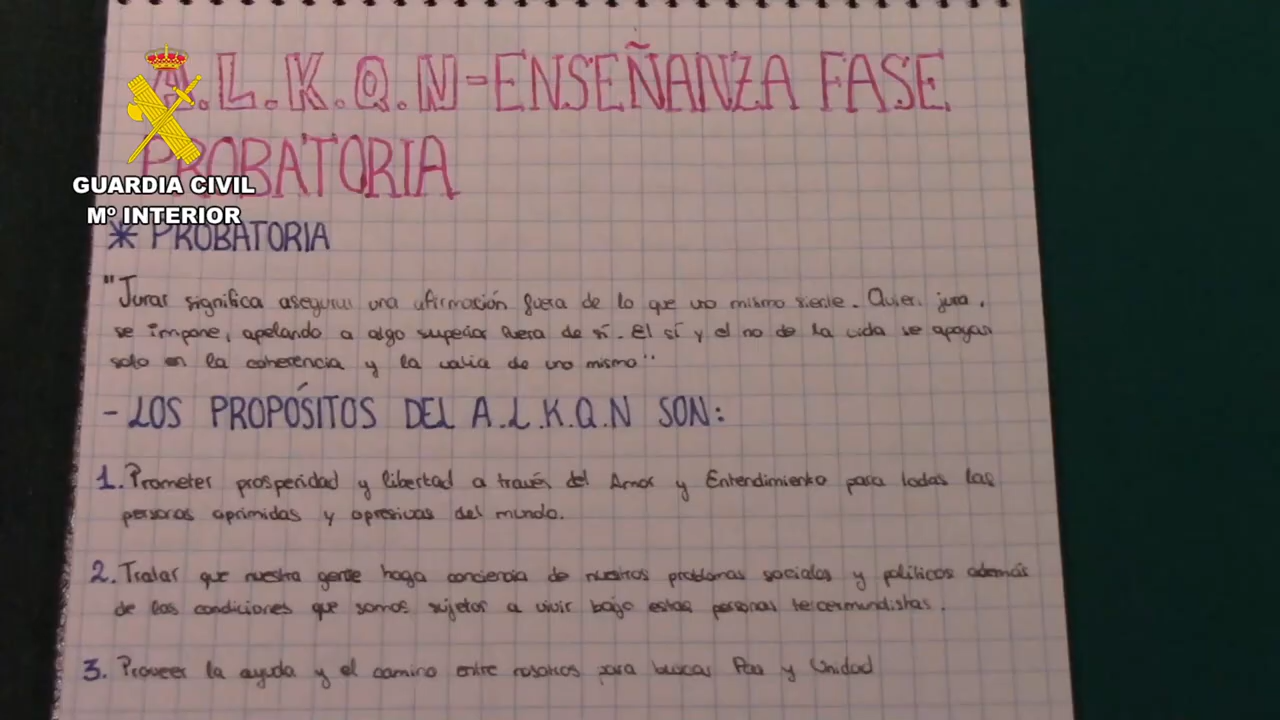 A.L.K.Q.N-ENSEÑANZA FASE
PROBATORIA
GUARDIA CIVIL
Mº INTERIOR
* PROBATORIA
"Jurar significa asegurar una afirmación fuera de lo que uno mismo siente. Quien jura,
se impone, apelando a algo superior fuera de sí. El sí y el no de la vida se apoyan
solo en la coherencia y la valia de uno mismo"
- LOS PROPÓSITOS DEL A.L.K.Q.N SON:
1. Prometer prosperidad y libertad a través del Amor y Entendimiento para todas las
personas oprimidas y opresivas del mundo.
2. Tratar que nuestra gente haga conciencia de nuestros problemas sociales y políticos además
de las condiciones que somos sujetos a vivir bajo estas personas tercermundistas.
3. Proveer la ayuda y el camino entre nosotros para buscar Paz y Unidad